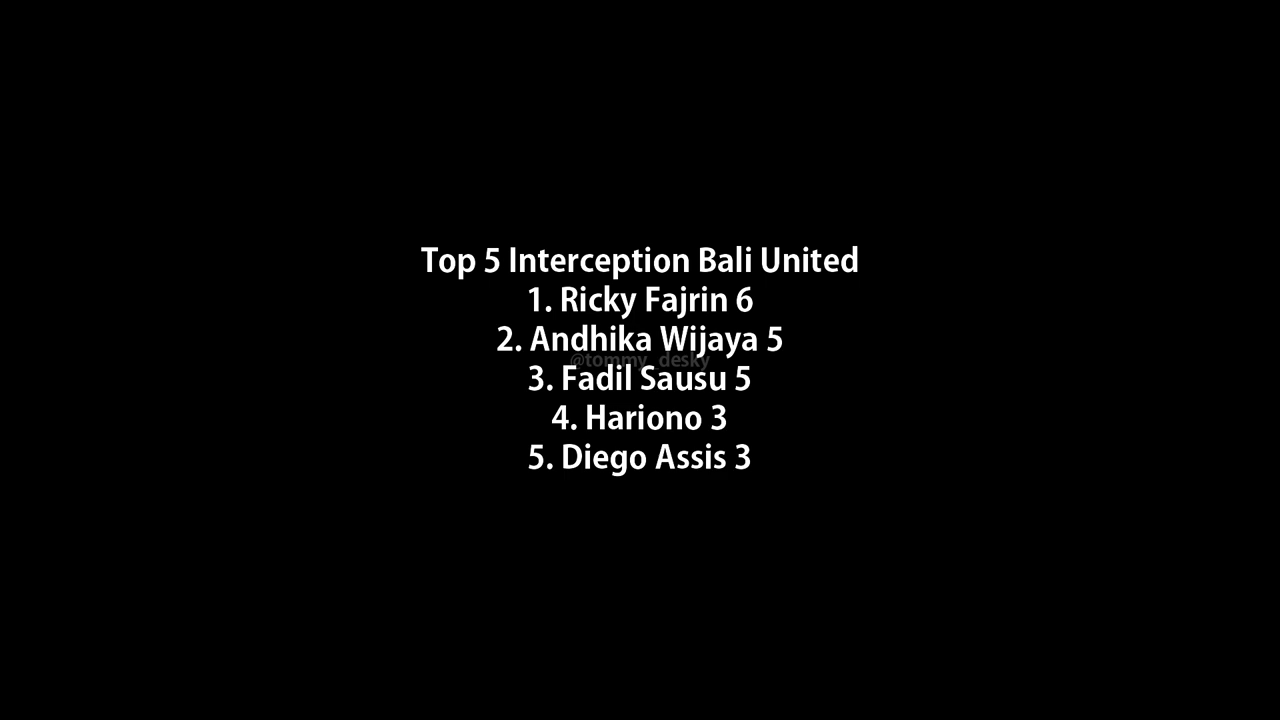 Top 5 Interception Bali United
1. Ricky Fajrin 6
2. Andhika Wijaya 5
@tommy_desky
3. Fadil Sausu 5
4. Hariono 3
5. Diego Assis 3